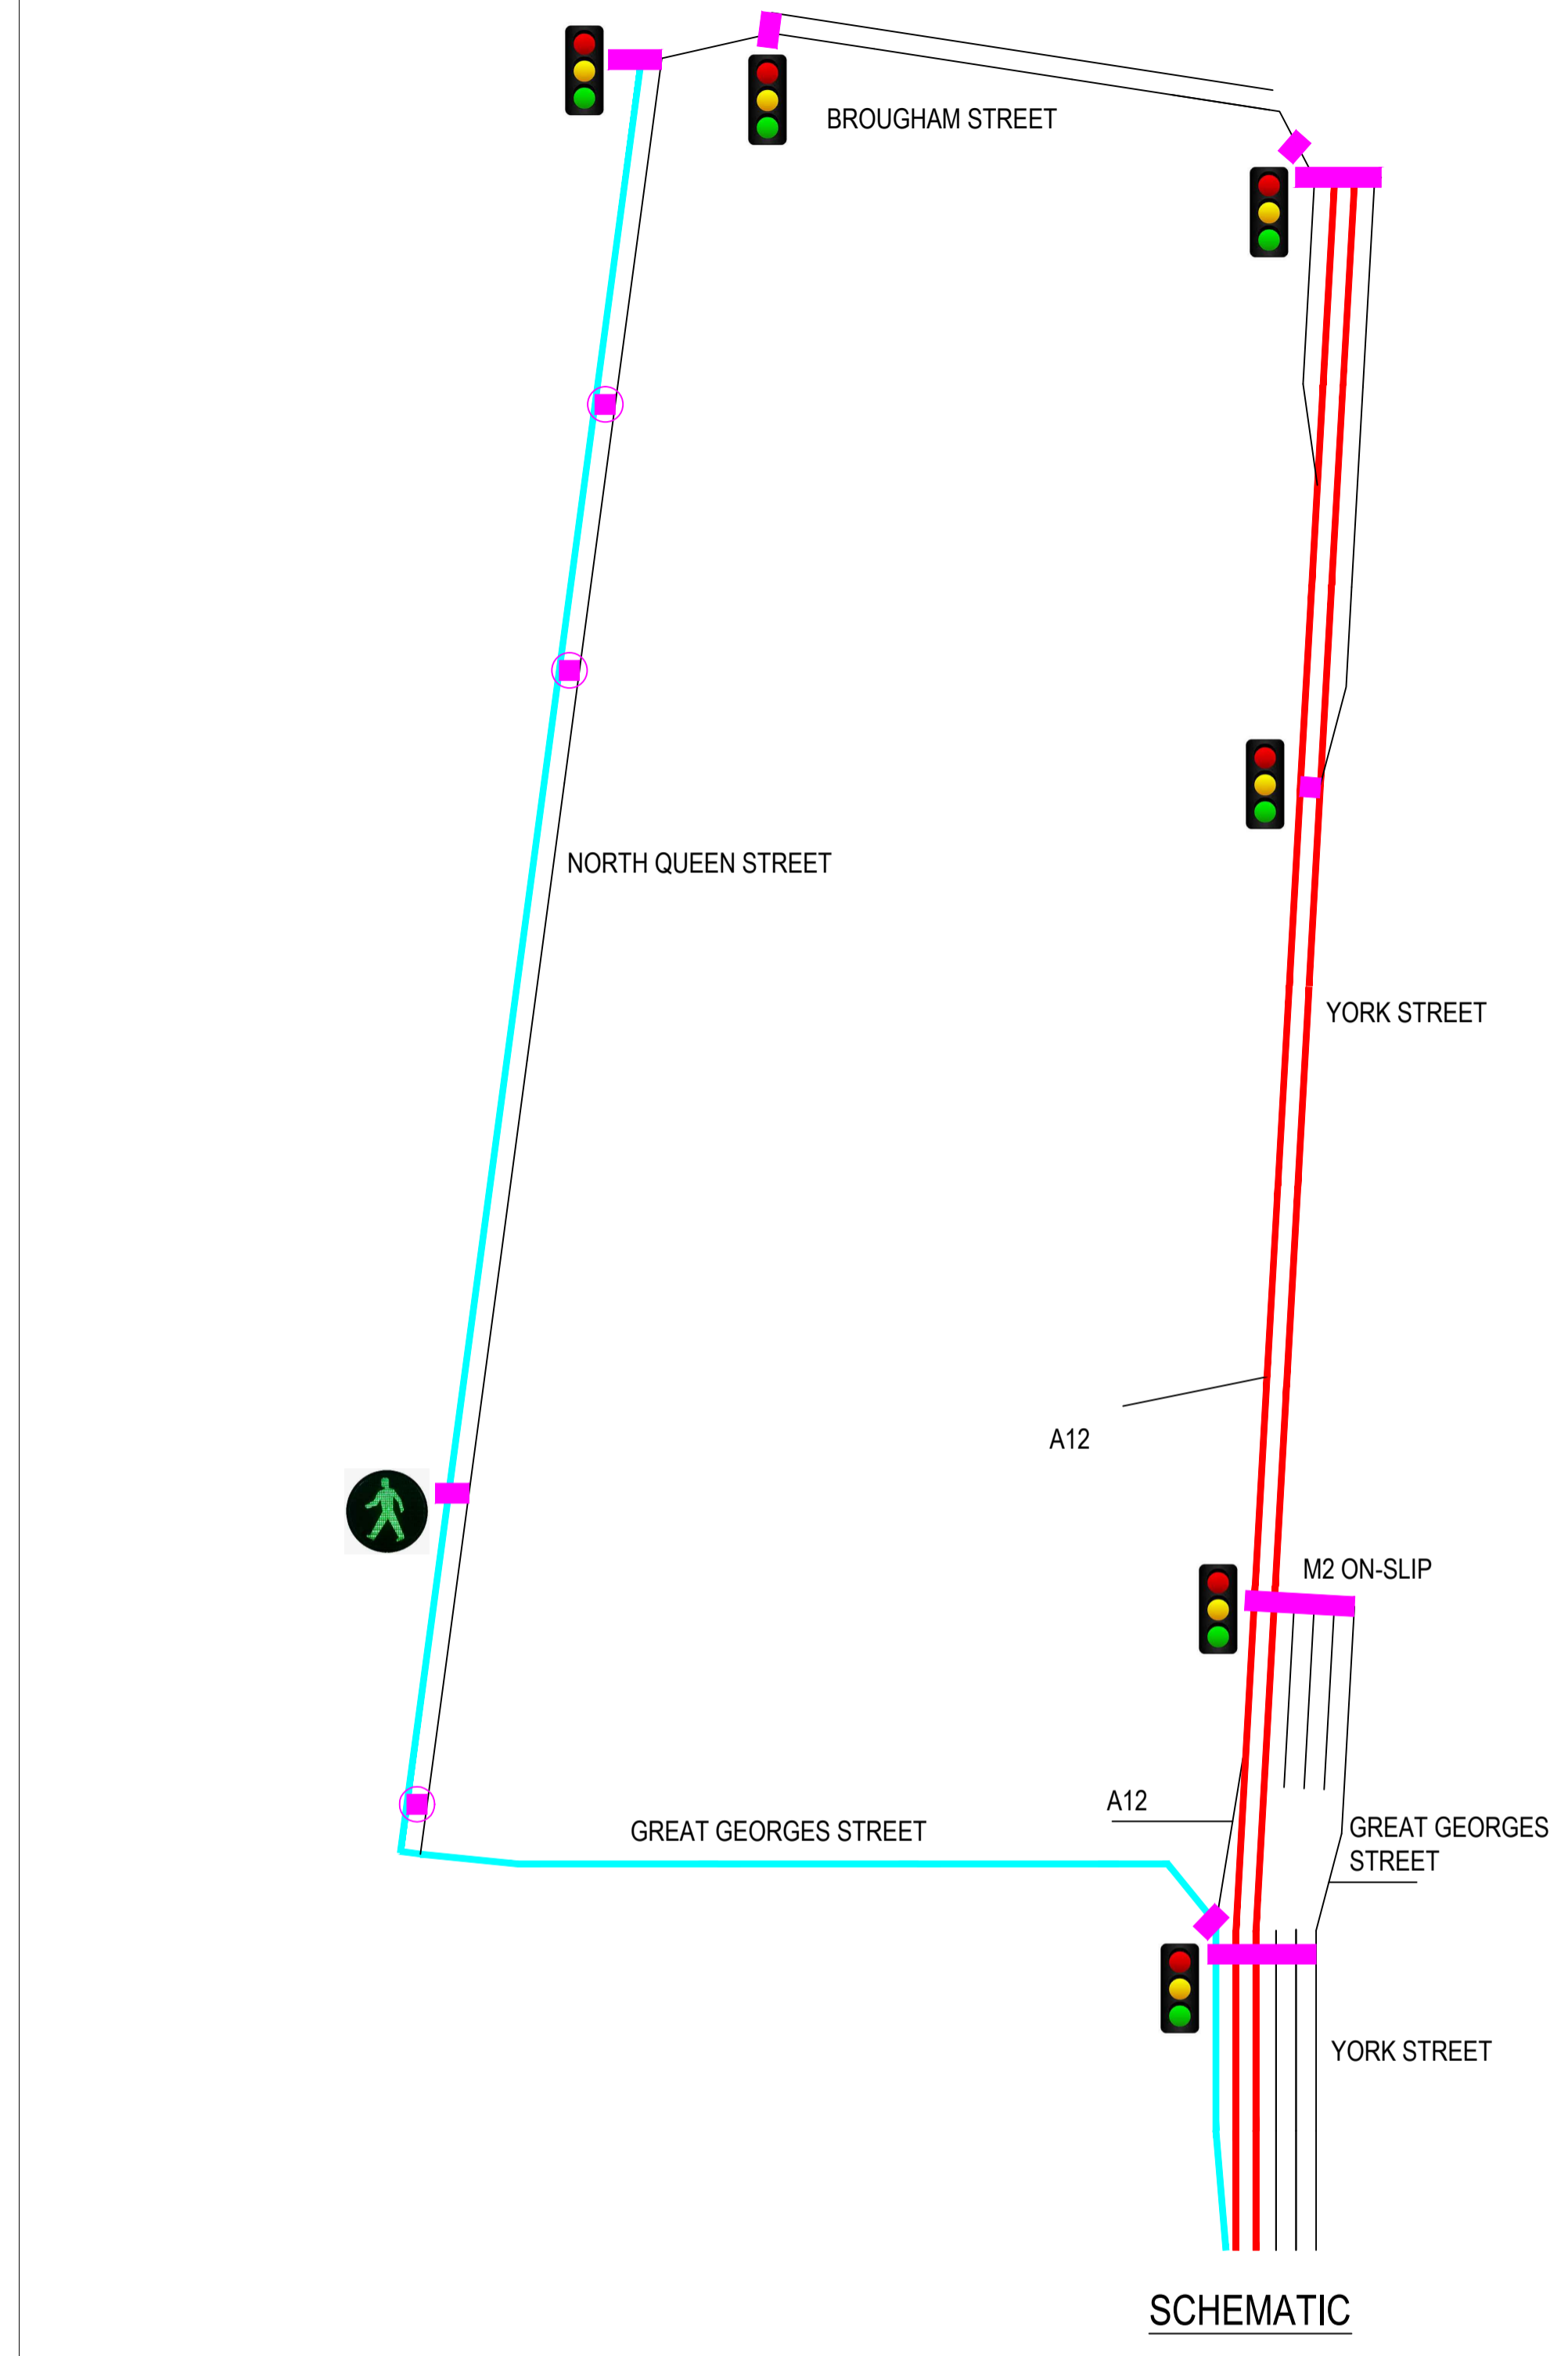 BROUGHAM STREET
NORTH QUEEN STREET
YORK STREET
A12
M2 ON-SLIP
A12
GREAT GEORGES STREET
GREAT GEORGES
STREET
YORK STREET
SCHEMATIC